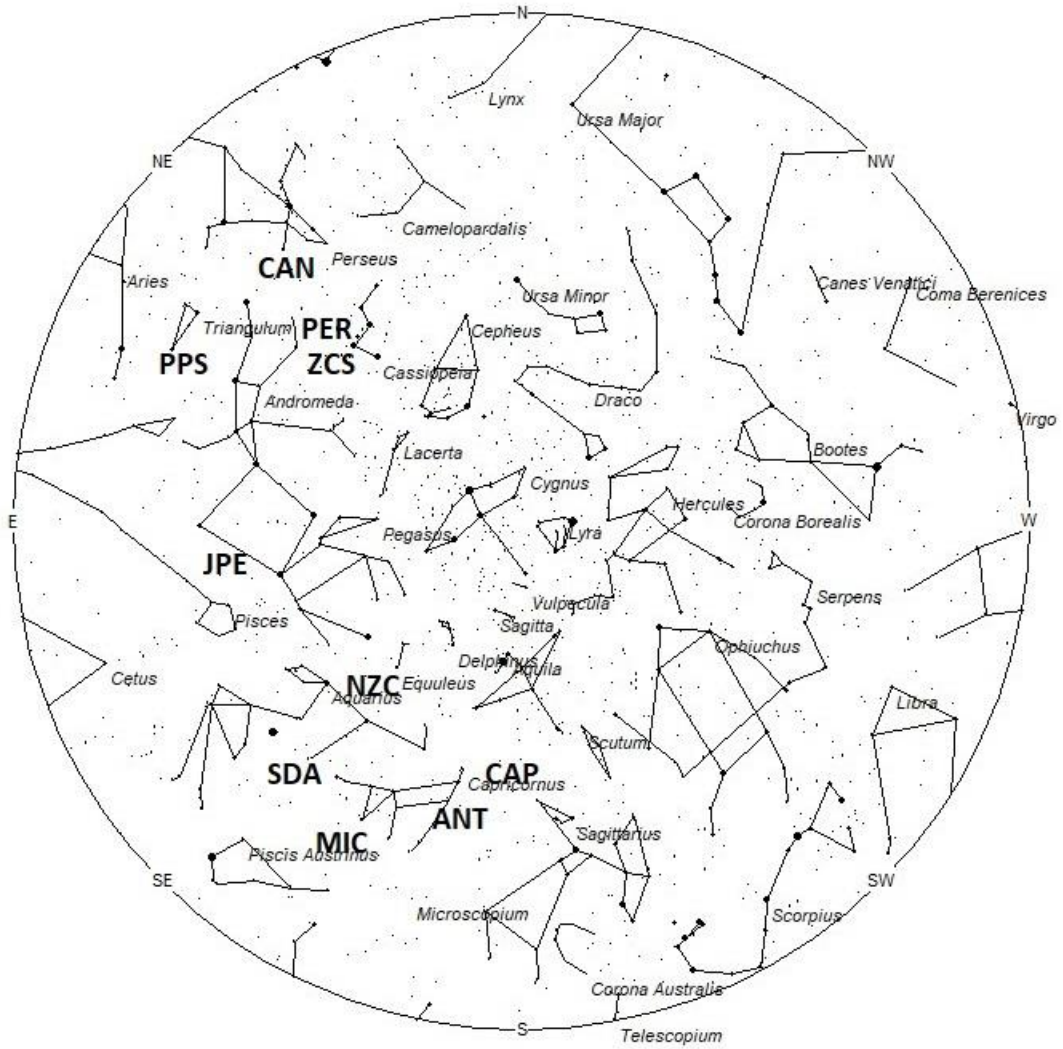 N
Lynx
Ursa Major
NE
NW
Camelopardalis
CAN
Perseus
Aries
Canes Venatici
Coma Berenices
Ursa Minor
Triangulum
PER
Cepheus
PPS
ZCS
Cassiopeia
Andromeda
Draco
Virgo
Lacerta
Bootes
Cygnus
Hercules
E
Pegasus
Lyra
Corona Borealis
W
JPE
Vulpecula
Serpens
Pisces
Sagitta
Ophiuchus
Delphinus
Aquila
Cetus
NZC
Equuleus
Aquarius
Libra
Scutum
SDA
CAP
Capricornus
ANT
Sagittarius
MIC
Piscis Austrinus
SE
SW
Microscopium
Scorpius
Corona Australis
S
Telescopium